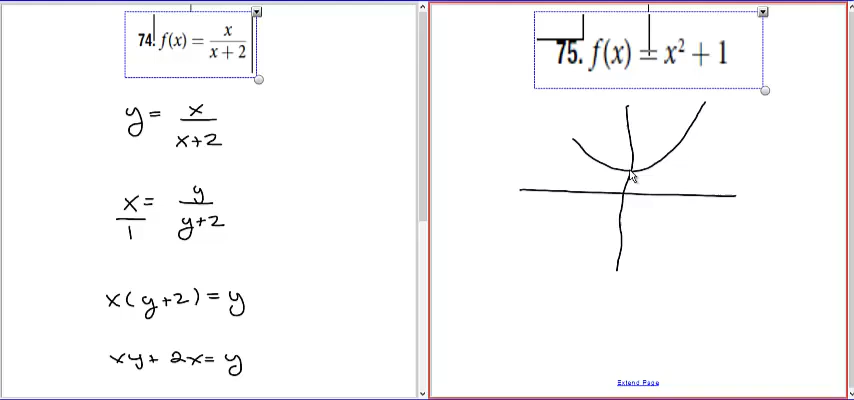 74. f(x) = x/(x + 2)
y = x/(x+2)
x/1 = y/(y+2)
x(y+2) = y
xy + 2x = y
75. f(x) = x² + 1
Extend Page